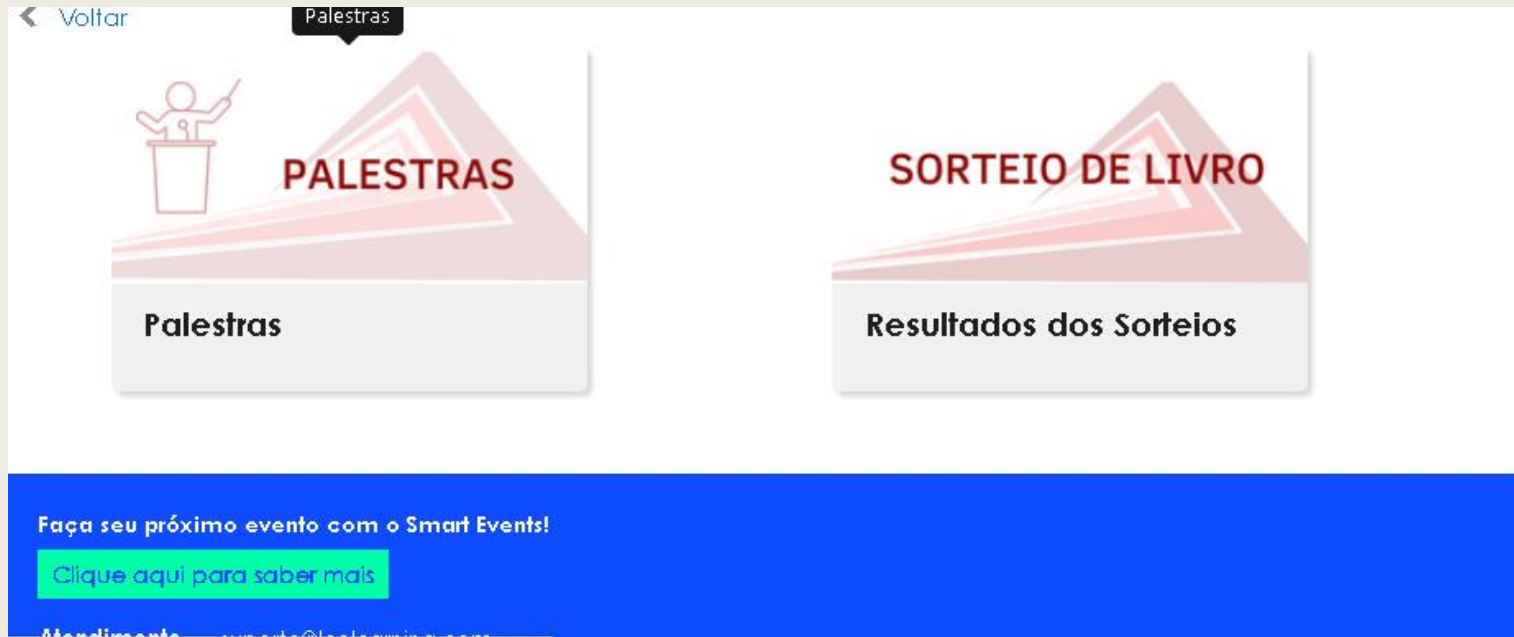 Voltar
Palestras
PALESTRAS
SORTEIO DE LIVRO
Palestras
Resultados dos Sorteios
Faça seu próximo evento com o Smart Events!
Clique aqui para saber mais
Atendimento